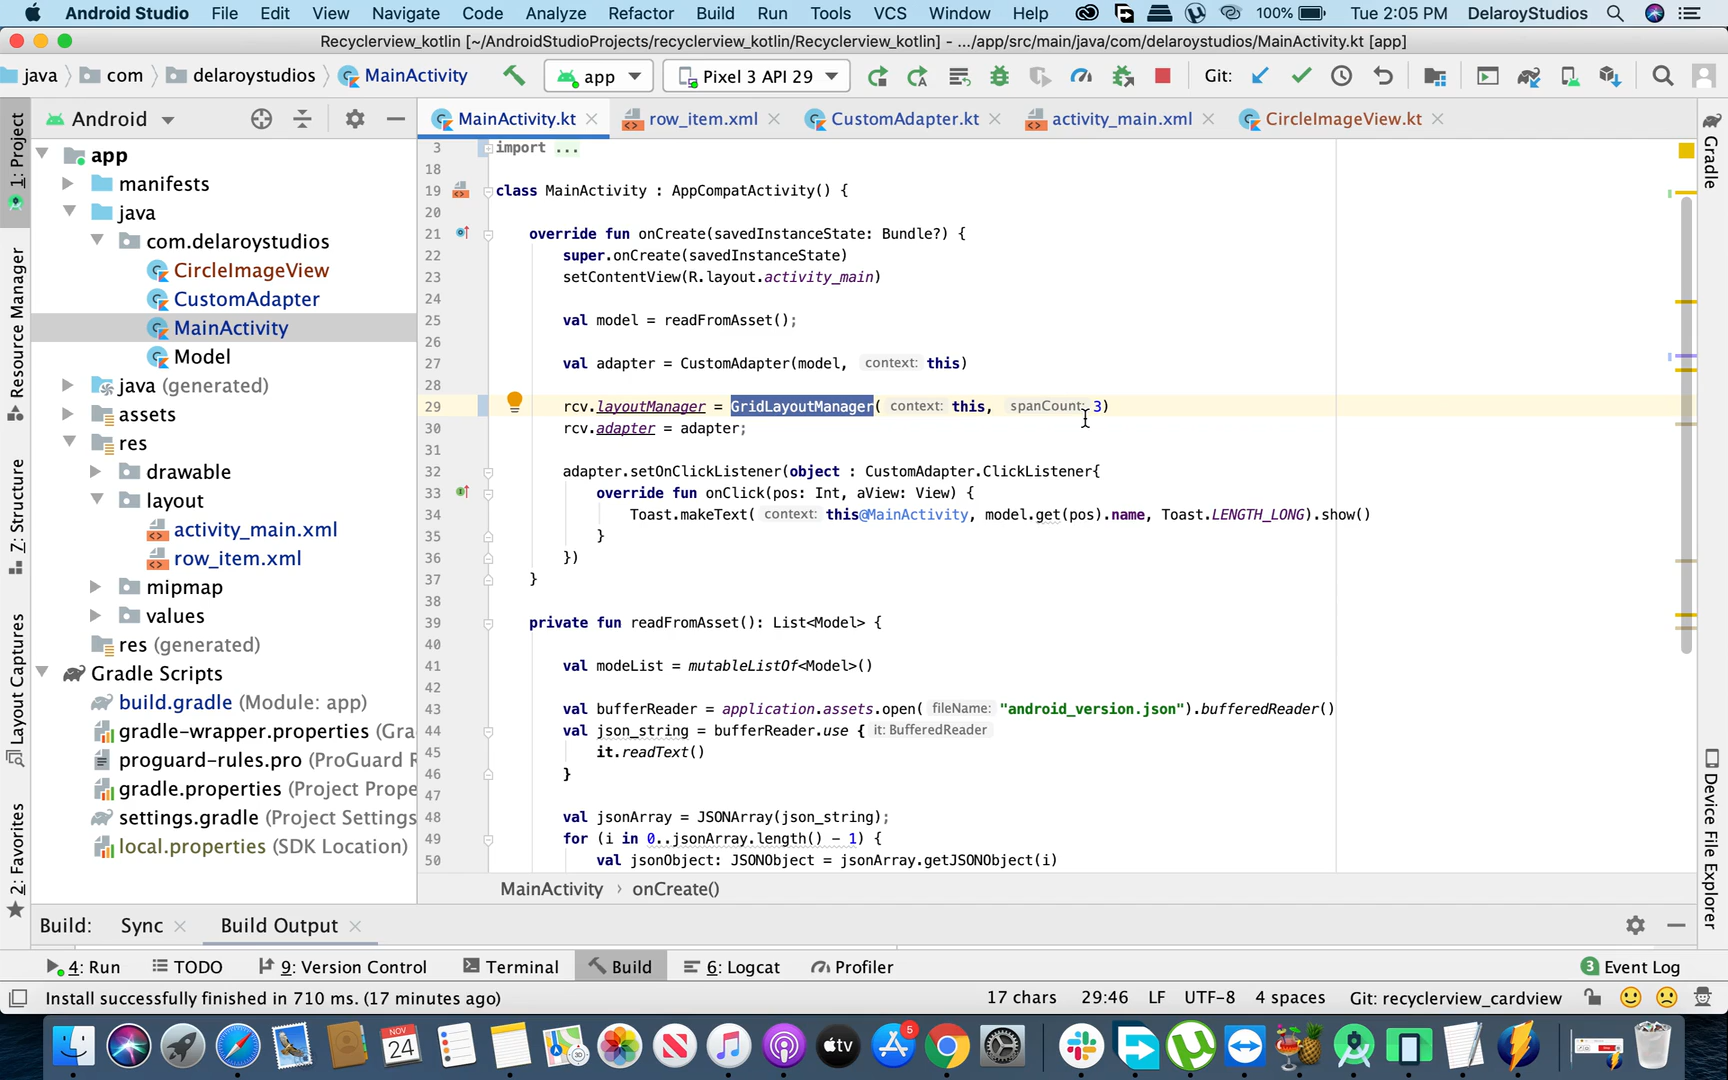 Android Studio File Edit View Navigate Code Analyze Refactor Build Run Tools VCS Window Help 100% Tue 2:05 PM DelaroyStudios
Recyclerview_kotlin [~/AndroidStudioProjects/recyclerview_kotlin/Recyclerview_kotlin] - .../app/src/main/java/com/delaroystudios/MainActivity.kt [app]
java com delaroystudios MainActivity app Pixel 3 API 29 Git:
Android
MainActivity.kt row_item.xml CustomAdapter.kt activity_main.xml CircleImageView.kt
1: Project
Resource Manager
Z: Structure
Layout Captures
2: Favorites
app
manifests
java
com.delaroystudios
CircleImageView
CustomAdapter
MainActivity
Model
java (generated)
assets
res
drawable
layout
activity_main.xml
row_item.xml
mipmap
values
res (generated)
Gradle Scripts
build.gradle (Module: app)
gradle-wrapper.properties (Gra
proguard-rules.pro (ProGuard R
gradle.properties (Project Prope
settings.gradle (Project Settings
local.properties (SDK Location)
3 import ...
18
19 class MainActivity : AppCompatActivity() {
20
21 override fun onCreate(savedInstanceState: Bundle?) {
22 super.onCreate(savedInstanceState)
23 setContentView(R.layout.activity_main)
24
25 val model = readFromAsset();
26
27 val adapter = CustomAdapter(model, context: this)
28
29 rcv.layoutManager = GridLayoutManager( context: this, spanCount: 3)
30 rcv.adapter = adapter;
31
32 adapter.setOnClickListener(object : CustomAdapter.ClickListener{
33 override fun onClick(pos: Int, aView: View) {
34 Toast.makeText( context: this@MainActivity, model.get(pos).name, Toast.LENGTH_LONG).show()
35 }
36 })
37 }
38
39 private fun readFromAsset(): List<Model> {
40
41 val modeList = mutableListOf<Model>()
42
43 val bufferReader = application.assets.open( fileName: "android_version.json").bufferedReader()
44 val json_string = bufferReader.use { it: BufferedReader
45 it.readText()
46 }
47
48 val jsonArray = JSONArray(json_string);
49 for (i in 0..jsonArray.length() - 1) {
50 val jsonObject: JSONObject = jsonArray.getJSONObject(i)
MainActivity › onCreate()
Gradle
Device File Explorer
Build: Sync Build Output
4: Run TODO 9: Version Control Terminal Build 6: Logcat Profiler 3 Event Log
Install successfully finished in 710 ms. (17 minutes ago) 17 chars 29:46 LF UTF-8 4 spaces Git: recyclerview_cardview
NOV
24
tv
5